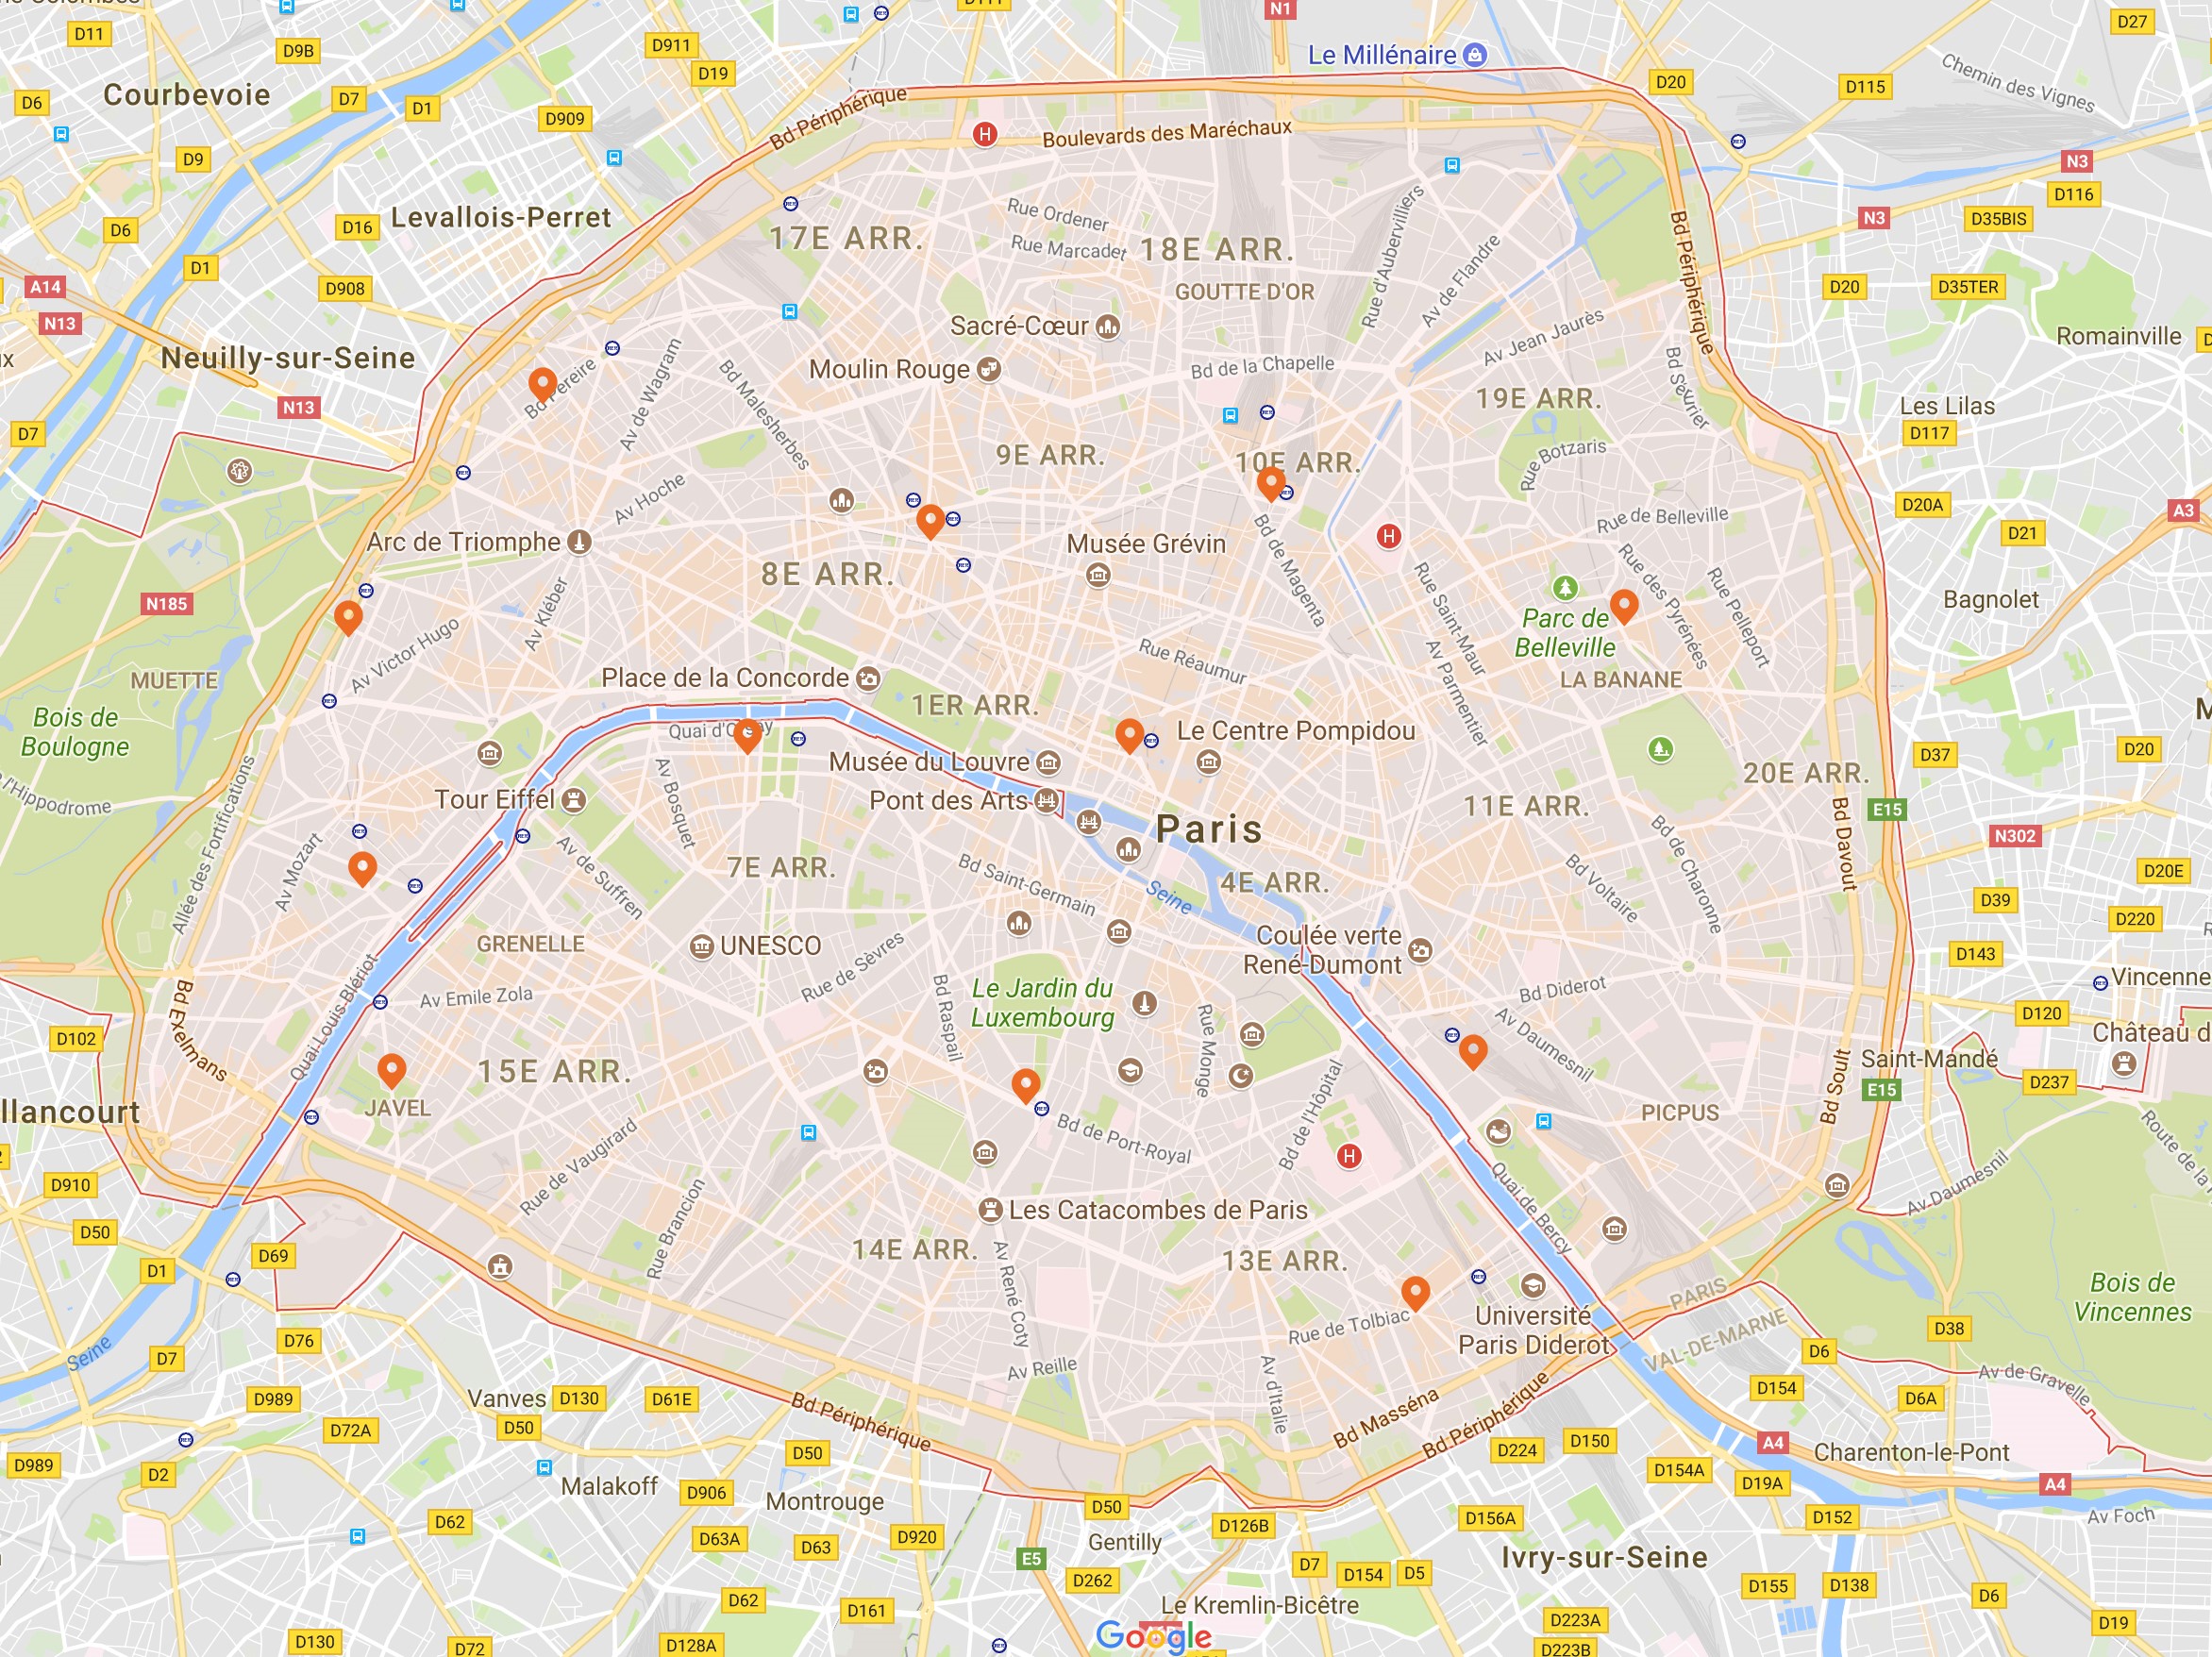 D11
D9B
D911
D19
N1
Le Millénaire
D27
Courbevoie
D6
D7
D1
D909
D20
D115
Chemin des Vignes
Bd Périphérique
Boulevards des Maréchaux
D9
N3
D116
D6
D16
Levallois-Perret
17E ARR.
Rue Ordener
Rue Marcadet
18E ARR.
Rue d'Aubervilliers
Av de Flandre
Bd Périphérique
N3
D35BIS
D1
A14
D908
GOUTTE D'OR
D20
D35TER
N13
Sacré-Cœur
Av Jean Jaurès
Romainville
Neuilly-sur-Seine
Bd Pereire
Av de Wagram
Bd Malesherbes
Moulin Rouge
Bd de la Chapelle
Bd Sérurier
N13
19E ARR.
Les Lilas
D7
D117
9E ARR.
10E ARR.
Rue Botzaris
Av Hoche
D20A
A3
Rue de Belleville
D21
Arc de Triomphe
Musée Grévin
Bd de Magenta
8E ARR.
Rue Saint-Maur
Rue des Pyrénées
Rue Pelleport
N185
Av Kléber
Bagnolet
Parc de
Belleville
Av Victor Hugo
Rue Réaumur
Av Parmentier
MUETTE
Place de la Concorde
LA BANANE
Bois de
Boulogne
1ER ARR.
Quai d'Orsay
Le Centre Pompidou
D37
D20
Musée du Louvre
20E ARR.
Av Bosquet
Tour Eiffel
Pont des Arts
11E ARR.
E15
l'Hippodrome
Allée des Fortifications
Paris
Bd Davout
N302
Av Mozart
Av de Suffren
7E ARR.
Bd Saint-Germain
Seine
4E ARR.
Bd Voltaire
Bd de Charonne
D20E
D39
D220
GRENELLE
UNESCO
Rue de Sèvres
Coulée verte
René-Dumont
D143
Quai Louis Blériot
Av Emile Zola
Bd Raspail
Le Jardin du
Luxembourg
Rue Monge
Bd Diderot
Av Daumesnil
Vincenne
Bd Exelmans
D102
D120
Château d
15E ARR.
Bd Soult
Saint-Mandé
D237
E15
llancourt
JAVEL
Bd de Port-Royal
Bd de l'Hôpital
PICPUS
Route de la
Rue de Vaugirard
D910
Rue Brancion
Quai de Bercy
Av Daumesnil
Les Catacombes de Paris
D50
D69
14E ARR.
Av René Coty
13E ARR.
D1
PARIS
VAL-DE-MARNE
Bois de
Vincennes
Université
Paris Diderot
Rue de Tolbiac
D38
Seine
D76
D7
D6
Av Reille
Av d'Italie
Av de Gravelle
D989
Vanves
D130
D61E
D154
D6A
Bd Périphérique
Bd Masséna
Bd Périphérique
D72A
D50
D50
D224
D150
A4
Charenton-le-Pont
D989
D2
Malakoff
D906
Montrouge
D154A
D19A
A4
D62
D50
D126B
D156A
D152
Av Foch
D63A
D63
D920
Gentilly
E5
Ivry-sur-Seine
D7
D154
D5
D262
D155
D138
D62
D161
Le Kremlin-Bicêtre
D6
D223A
D19
Google
D130
D72
D128A
D223B